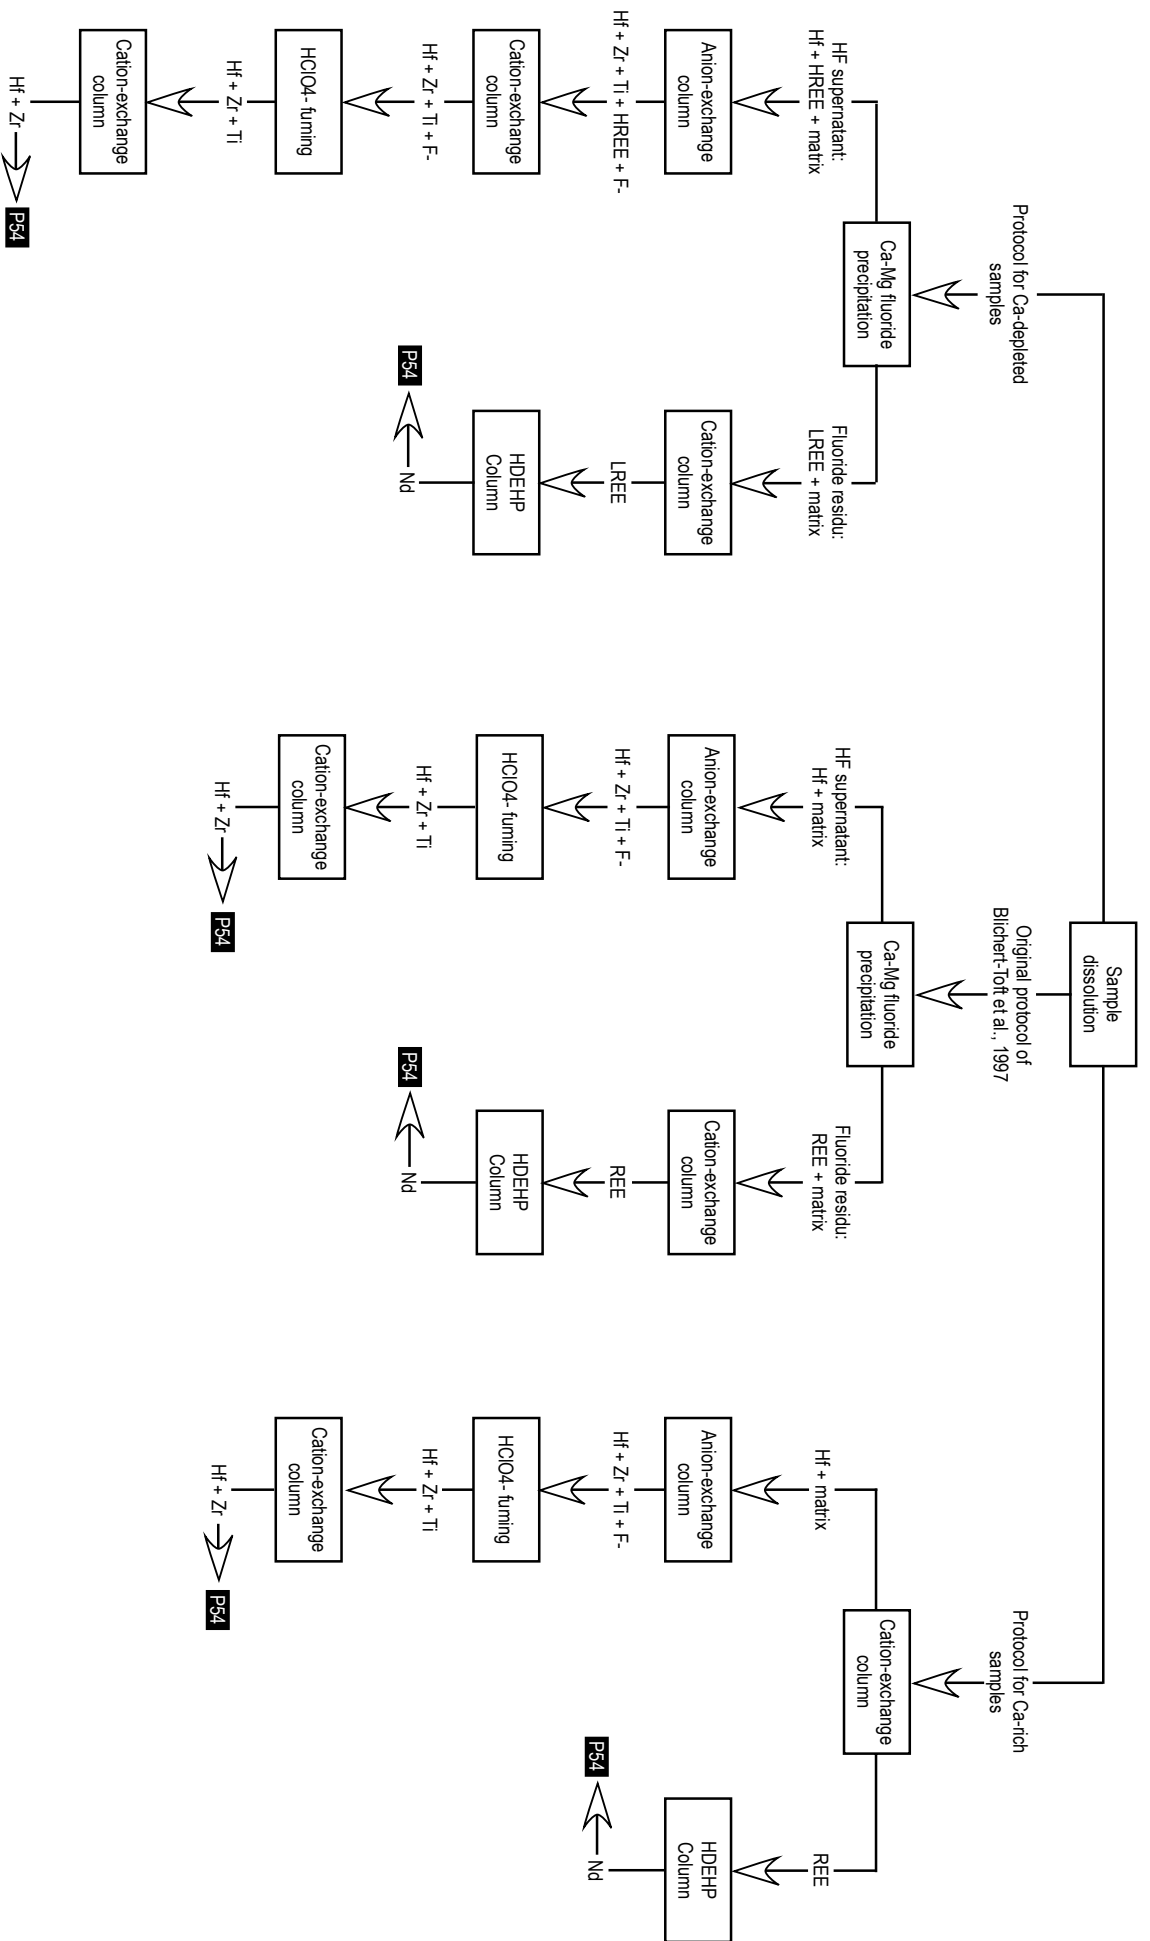 Sample
dissolution
Protocol for Ca-depleted
samples
Original protocol of
Blichert-Toft et al., 1997
Protocol for Ca-rich
samples
Ca-Mg fluoride
precipitation
HF supernatant:
Hf + HREE + matrix
Fluoride residu:
LREE + matrix
Anion-exchange
column
Cation-exchange
column
Hf + Zr + Ti + HREE + F-
LREE
Cation-exchange
column
HDEHP
Column
Hf + Zr + Ti + F-
Nd
P54
HClO4- fuming
Hf + Zr + Ti
Cation-exchange
column
Hf + Zr
P54
Ca-Mg fluoride
precipitation
HF supernatant:
Hf + matrix
Fluoride residu:
REE + matrix
Anion-exchange
column
Cation-exchange
column
Hf + Zr + Ti + F-
REE
HClO4- fuming
HDEHP
Column
Hf + Zr + Ti
Nd
P54
Cation-exchange
column
Hf + Zr
P54
Cation-exchange
column
Hf + matrix
REE
Anion-exchange
column
HDEHP
Column
Hf + Zr + Ti + F-
Nd
P54
HClO4- fuming
Hf + Zr + Ti
Cation-exchange
column
Hf + Zr
P54